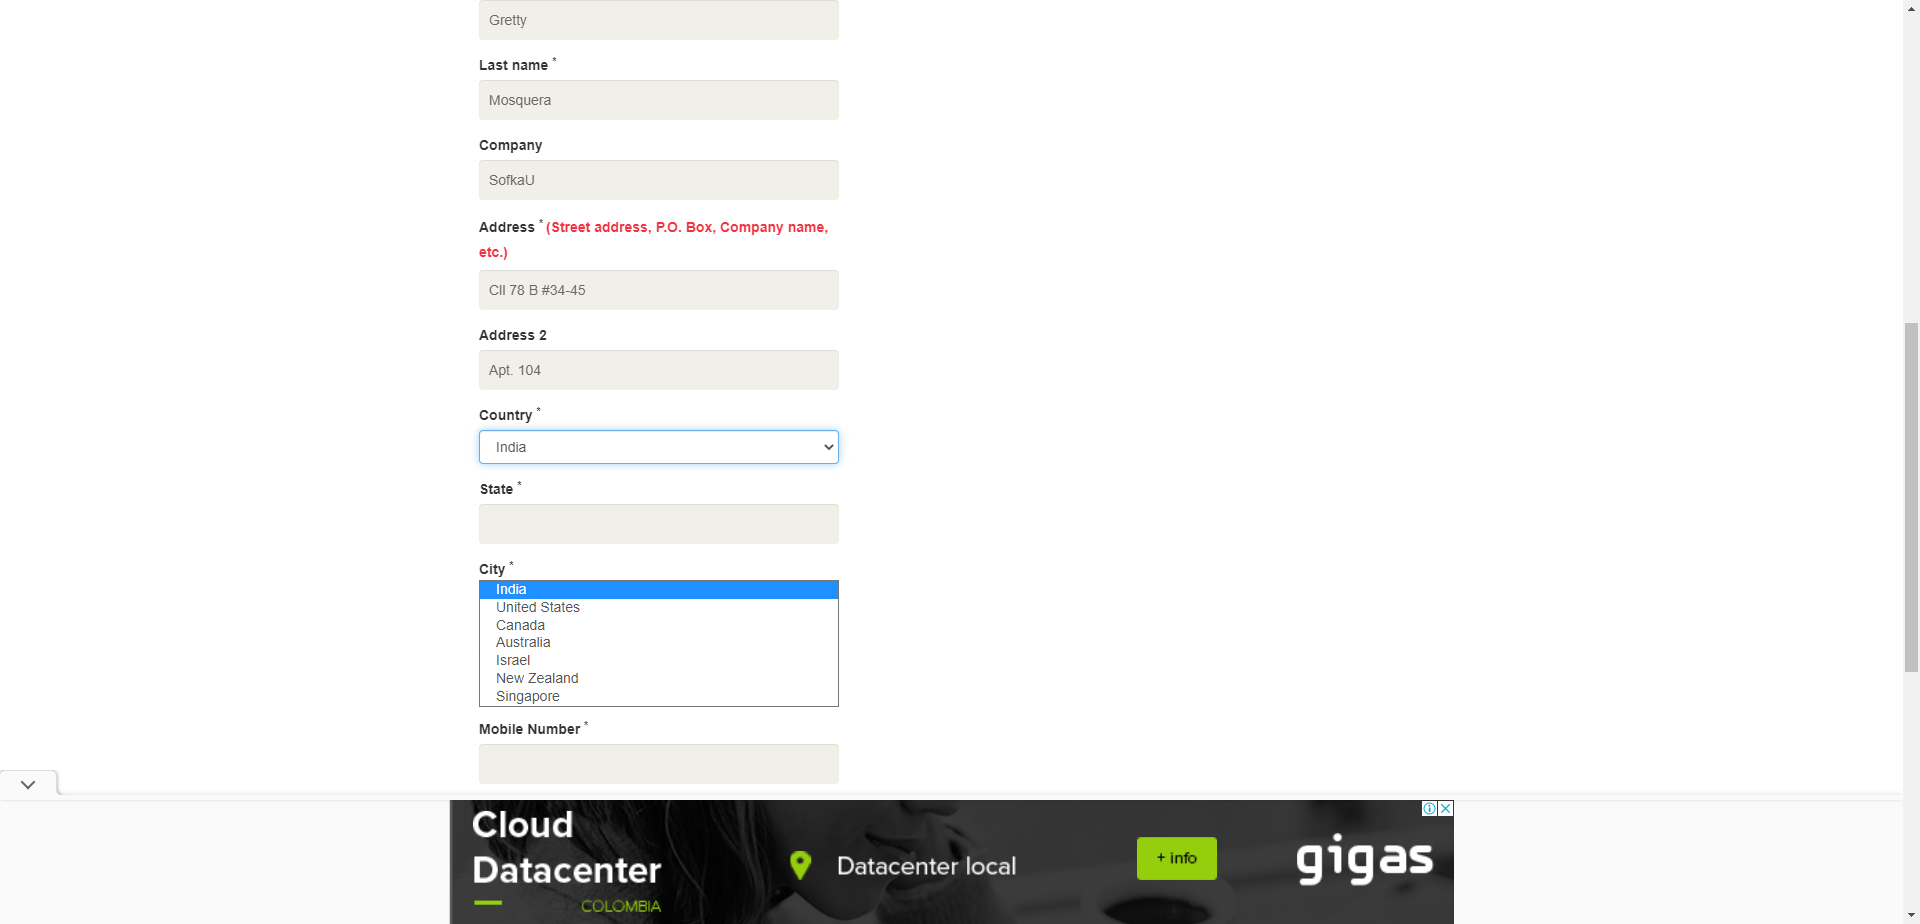 Gretty
Last name *
Mosquera
Company
SofkaU
Address * (Street address, P.O. Box, Company name,
etc.)
Cll 78 B #34-45
Address 2
Apt. 104
Country *
India
State *
City *
India
United States
Canada
Australia
Israel
New Zealand
Singapore
Mobile Number *
Cloud
Datacenter
COLOMBIA
Datacenter local
+ info
gigas